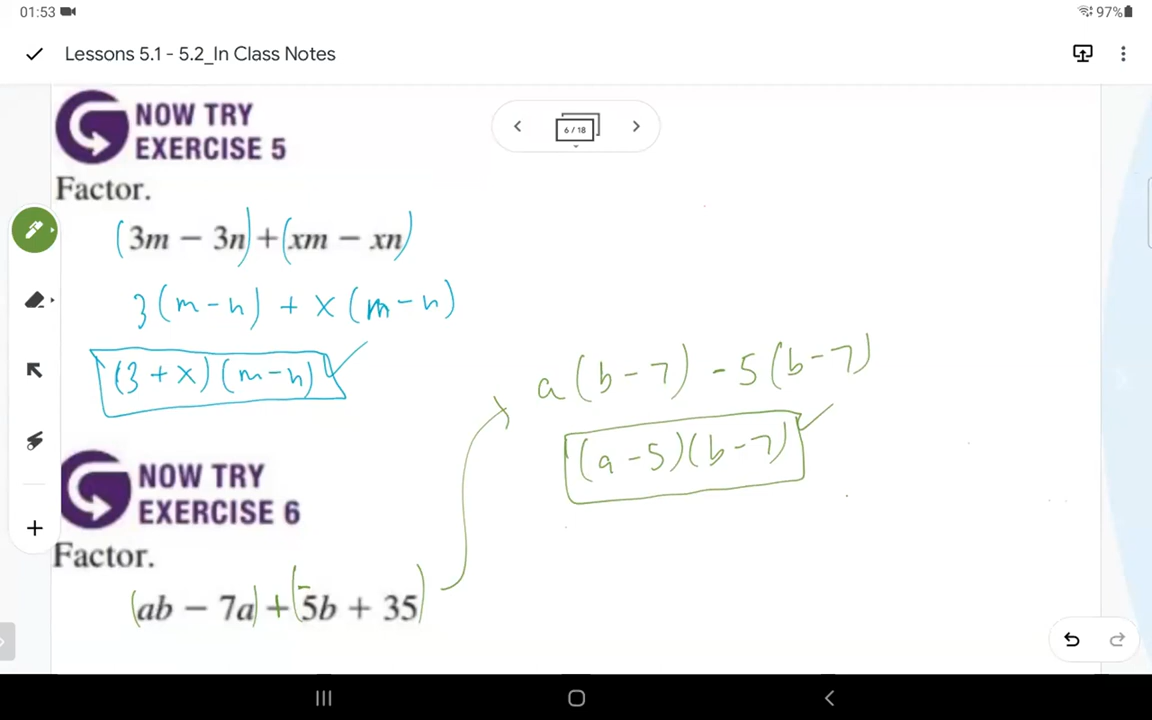 01:53 97%
Lessons 5.1 - 5.2_In Class Notes
6 / 18
NOW TRY
EXERCISE 5
Factor.
(3m − 3n) + (xm − xn)
3(m-n) + x(m-n)
(3+x)(m-n)
a(b-7) -5(b-7)
(a-5)(b-7)
NOW TRY
EXERCISE 6
Factor.
(ab − 7a) + (-5b + 35)